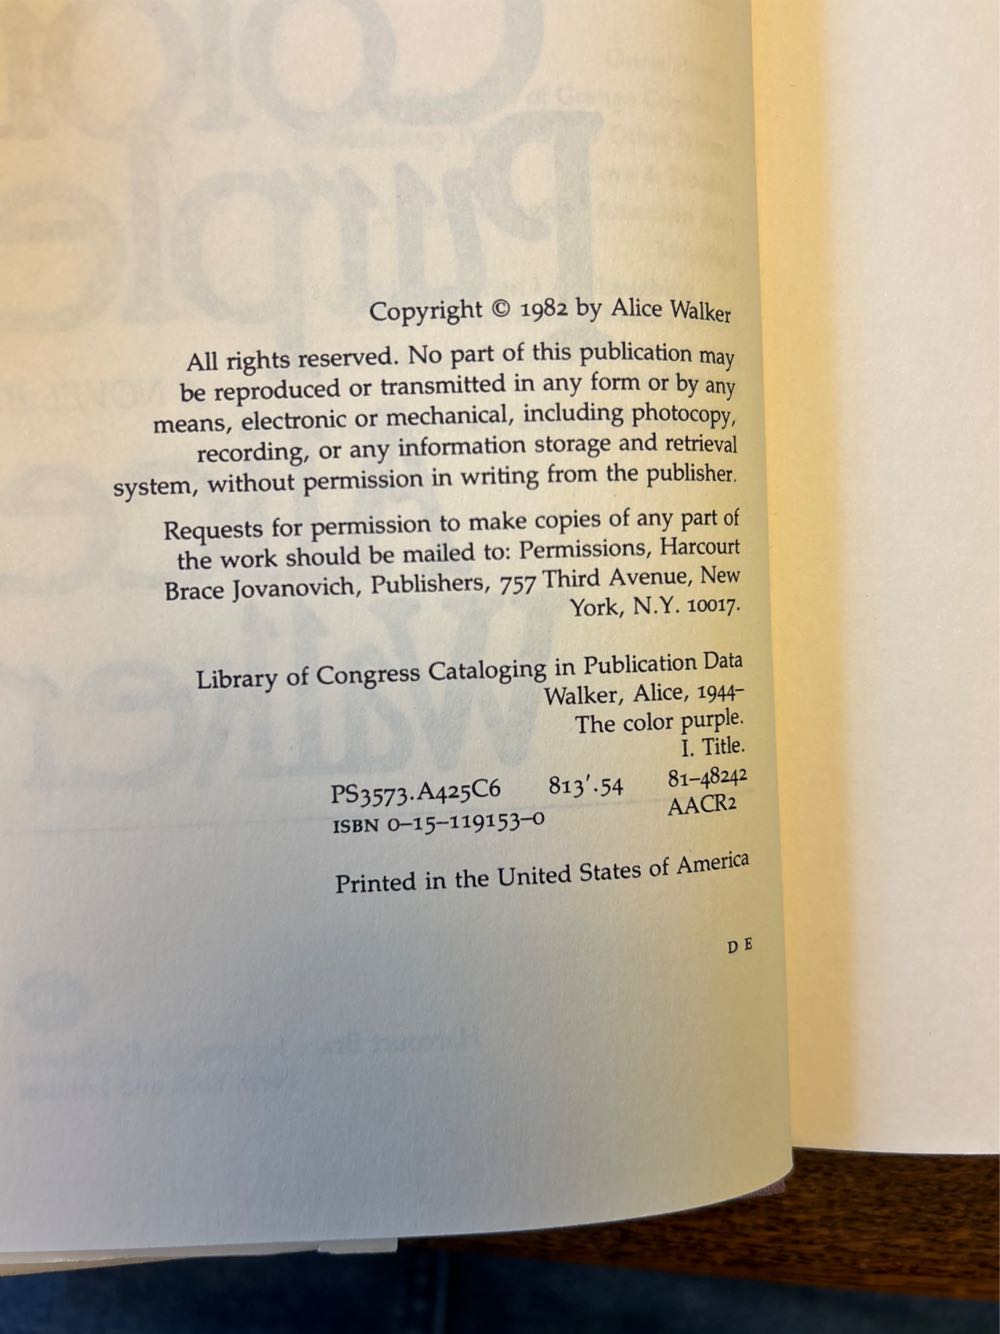 Copyright © 1982 by Alice Walker
All rights reserved. No part of this publication may
be reproduced or transmitted in any form or by any
means, electronic or mechanical, including photocopy,
recording, or any information storage and retrieval
system, without permission in writing from the publisher.
Requests for permission to make copies of any part of
the work should be mailed to: Permissions, Harcourt
Brace Jovanovich, Publishers, 757 Third Avenue, New
York, N.Y. 10017.
Library of Congress Cataloging in Publication Data
Walker, Alice, 1944–
The color purple.
I. Title.
PS3573.A425C6 813'.54 81–48242
ISBN 0–15–119153–0 AACR2
Printed in the United States of America
D E